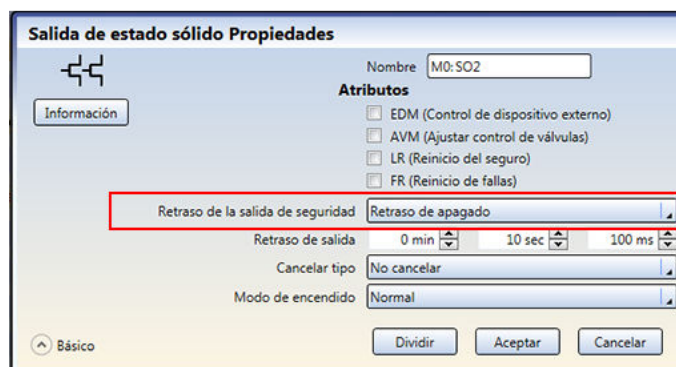 Salida de estado sólido Propiedades
Nombre M0:SO2
Atributos
Información
EDM (Control de dispositivo externo)
AVM (Ajustar control de válvulas)
LR (Reinicio del seguro)
FR (Reinicio de fallas)
Retraso de la salida de seguridad Retraso de apagado
Retraso de salida 0 min 10 sec 100 ms
Cancelar tipo No cancelar
Modo de encendido Normal
Básico Dividir Aceptar Cancelar